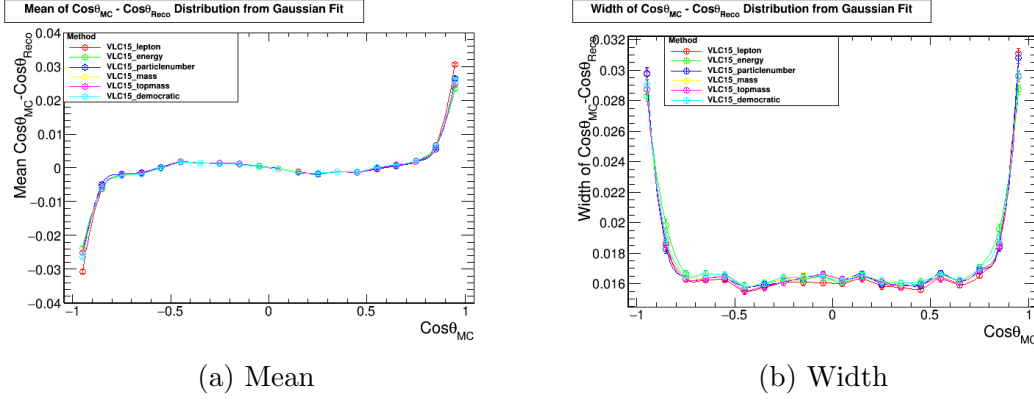 Mean of Cosθ_MC - Cosθ_Reco Distribution from Gaussian Fit
Mean Cosθ_MC-Cosθ_Reco
Method
VLC15_lepton
VLC15_energy
VLC15_particlenumber
VLC15_mass
VLC15_topmass
VLC15_democratic
0.04
0.03
0.02
0.01
0
−0.01
−0.02
−0.03
−0.04
−1 −0.5 0 0.5 1
Cosθ_MC
(a) Mean
Width of Cosθ_MC - Cosθ_Reco Distribution from Gaussian Fit
Width of Cosθ_MC-Cosθ_Reco
Method
VLC15_lepton
VLC15_energy
VLC15_particlenumber
VLC15_mass
VLC15_topmass
VLC15_democratic
0.032
0.03
0.028
0.026
0.024
0.022
0.02
0.018
0.016
−1 −0.5 0 0.5 1
Cosθ_MC
(b) Width